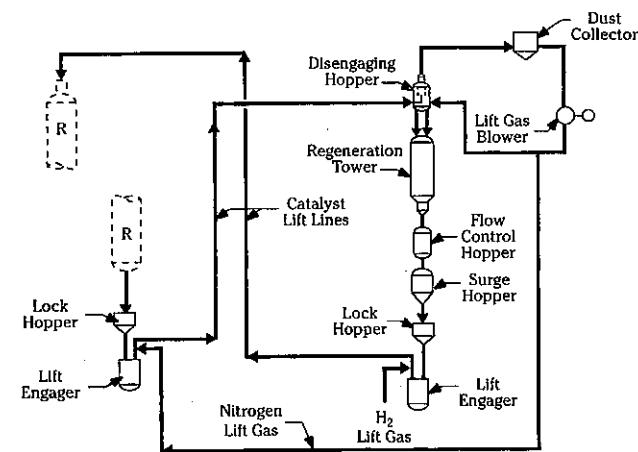 Dust
Collector
Disengaging
Hopper
Lift Gas
Blower
R
Regeneration
Tower
Catalyst
Lift Lines
Flow
Control
Hopper
R
Surge
Hopper
Lock
Hopper
Lock
Hopper
Lift
Engager
Lift
Engager
Nitrogen
Lift Gas
H₂
Lift Gas